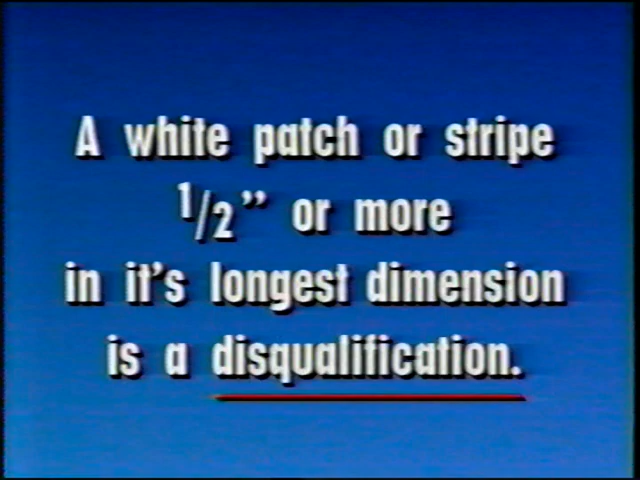 A white patch or stripe
1/2” or more
in it's longest dimension
is a disqualification.